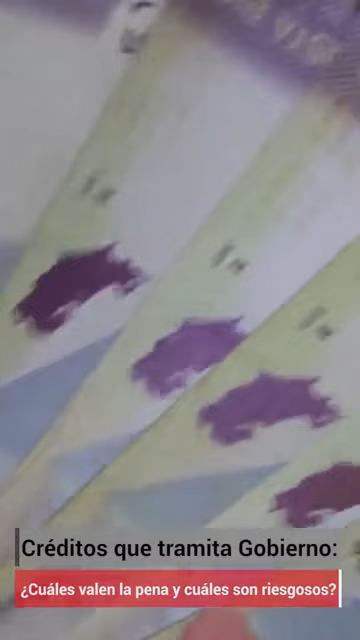 Créditos que tramita Gobierno:
¿Cuáles valen la pena y cuáles son riesgosos?